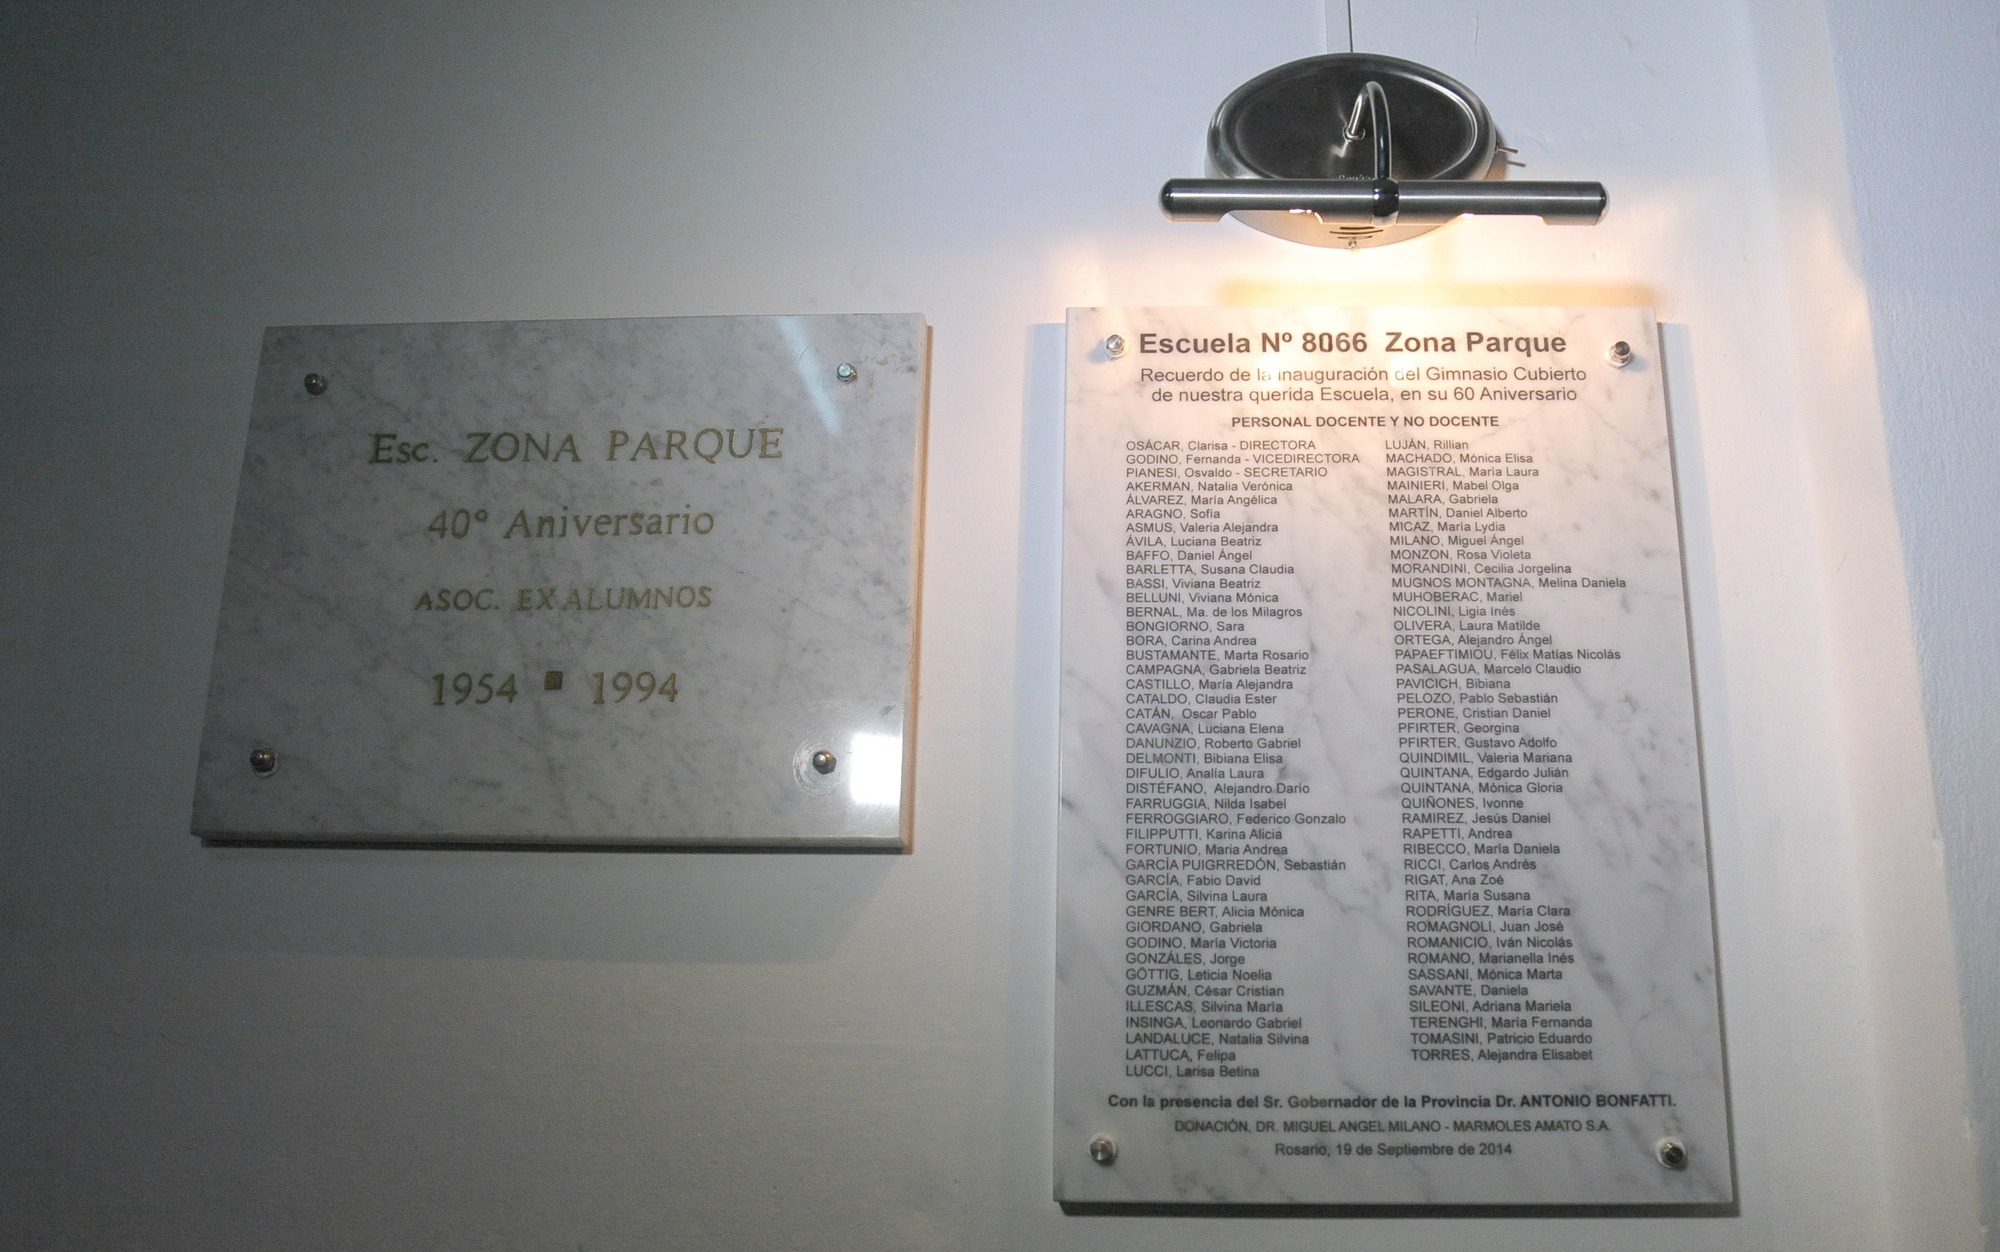 Esc. ZONA PARQUE
40º Aniversario
ASOC. EXALUMNOS
1954 ▪ 1994
Escuela Nº 8066 Zona Parque
Recuerdo de la inauguración del Gimnasio Cubierto
de nuestra querida Escuela, en su 60 Aniversario
PERSONAL DOCENTE Y NO DOCENTE
OSÁCAR, Clarisa - DIRECTORA
GODINO, Fernanda - VICEDIRECTORA
PIANESI, Osvaldo - SECRETARIO
AKERMAN, Natalia Verónica
ÁLVAREZ, María Angélica
ARAGNO, Sofía
ASMUS, Valeria Alejandra
ÁVILA, Luciana Beatriz
BAFFO, Daniel Ángel
BARLETTA, Susana Claudia
BASSI, Viviana Beatriz
BELLUNI, Viviana Mónica
BERNAL, Ma. de los Milagros
BONGIORNO, Sara
BORA, Carina Andrea
BUSTAMANTE, Marta Rosario
CAMPAGNA, Gabriela Beatriz
CASTILLO, María Alejandra
CATALDO, Claudia Ester
CATÁN, Oscar Pablo
CAVAGNA, Luciana Elena
DANUNZIO, Roberto Gabriel
DELMONTI, Bibiana Elisa
DIFULIO, Analía Laura
DISTÉFANO, Alejandro Darío
FARRUGGIA, Nilda Isabel
FERROGGIARO, Federico Gonzalo
FILIPPUTTI, Karina Alicia
FORTUNIO, Maria Andrea
GARCÍA PUIGRREDÓN, Sebastián
GARCÍA, Fabio David
GARCÍA, Silvina Laura
GENRE BERT, Alicia Mónica
GIORDANO, Gabriela
GODINO, María Victoria
GONZÁLES, Jorge
GÖTTIG, Leticia Noelia
GUZMÁN, César Cristian
ILLESCAS, Silvina María
INSINGA, Leonardo Gabriel
LANDALUCE, Natalia Silvina
LATTUCA, Felipa
LUCCI, Larisa Betina
LUJÁN, Rillian
MACHADO, Mónica Elisa
MAGISTRAL, María Laura
MAINIERI, Mabel Olga
MALARA, Gabriela
MARTÍN, Daniel Alberto
MICAZ, María Lydia
MILANO, Miguel Ángel
MONZON, Rosa Violeta
MORANDINI, Cecilia Jorgelina
MUGNOS MONTAGNA, Melina Daniela
MUHOBERAC, Mariel
NICOLINI, Ligia Inés
OLIVERA, Laura Matilde
ORTEGA, Alejandro Ángel
PAPAEFTIMIOU, Félix Matías Nicolás
PASALAGUA, Marcelo Claudio
PAVICICH, Bibiana
PELOZO, Pablo Sebastián
PERONE, Cristian Daniel
PFIRTER, Georgina
PFIRTER, Gustavo Adolfo
QUINDIMIL, Valeria Mariana
QUINTANA, Edgardo Julián
QUINTANA, Mónica Gloria
QUIÑONES, Ivonne
RAMIREZ, Jesús Daniel
RAPETTI, Andrea
RIBECCO, María Daniela
RICCI, Carlos Andrés
RIGAT, Ana Zoé
RITA, María Susana
RODRÍGUEZ, María Clara
ROMAGNOLI, Juan José
ROMANICIO, Iván Nicolás
ROMANO, Marianella Inés
SASSANI, Mónica Marta
SAVANTE, Daniela
SILEONI, Adriana Mariela
TERENGHI, María Fernanda
TOMASINI, Patricio Eduardo
TORRES, Alejandra Elisabet
Con la presencia del Sr. Gobernador de la Provincia Dr. ANTONIO BONFATTI.
DONACIÓN, DR. MIGUEL ANGEL MILANO - MARMOLES AMATO S.A.
Rosario, 19 de Septiembre de 2014